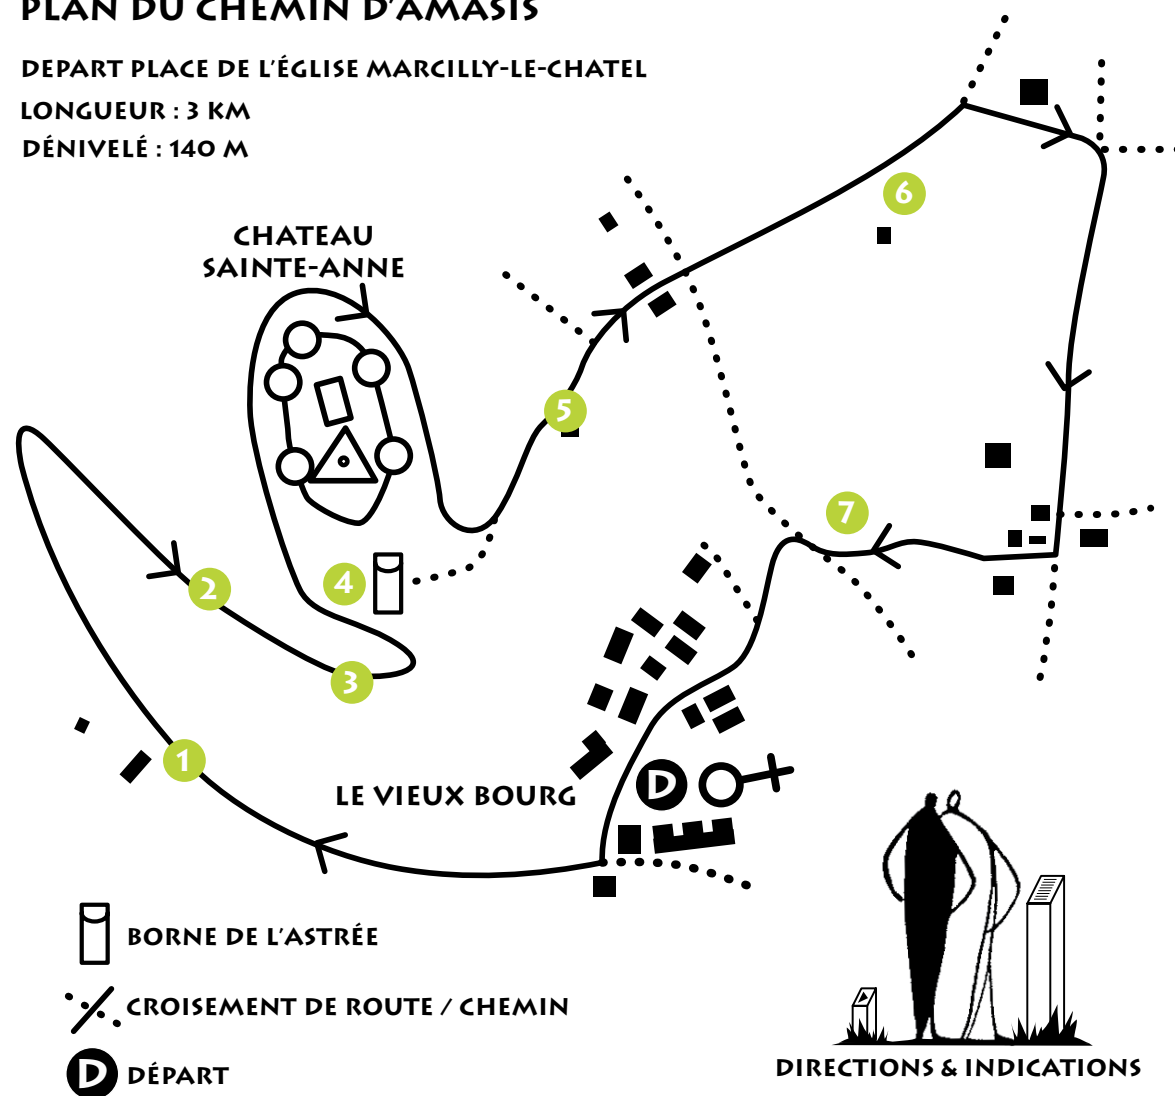 PLAN DU CHEMIN D'AMASIS
DEPART PLACE DE L'ÉGLISE MARCILLY-LE-CHATEL
LONGUEUR : 3 KM
DÉNIVELÉ : 140 M
CHATEAU
SAINTE-ANNE
6
5
7
4
2
3
1
D
LE VIEUX BOURG
BORNE DE L'ASTRÉE
CROISEMENT DE ROUTE / CHEMIN
D DÉPART
DIRECTIONS & INDICATIONS